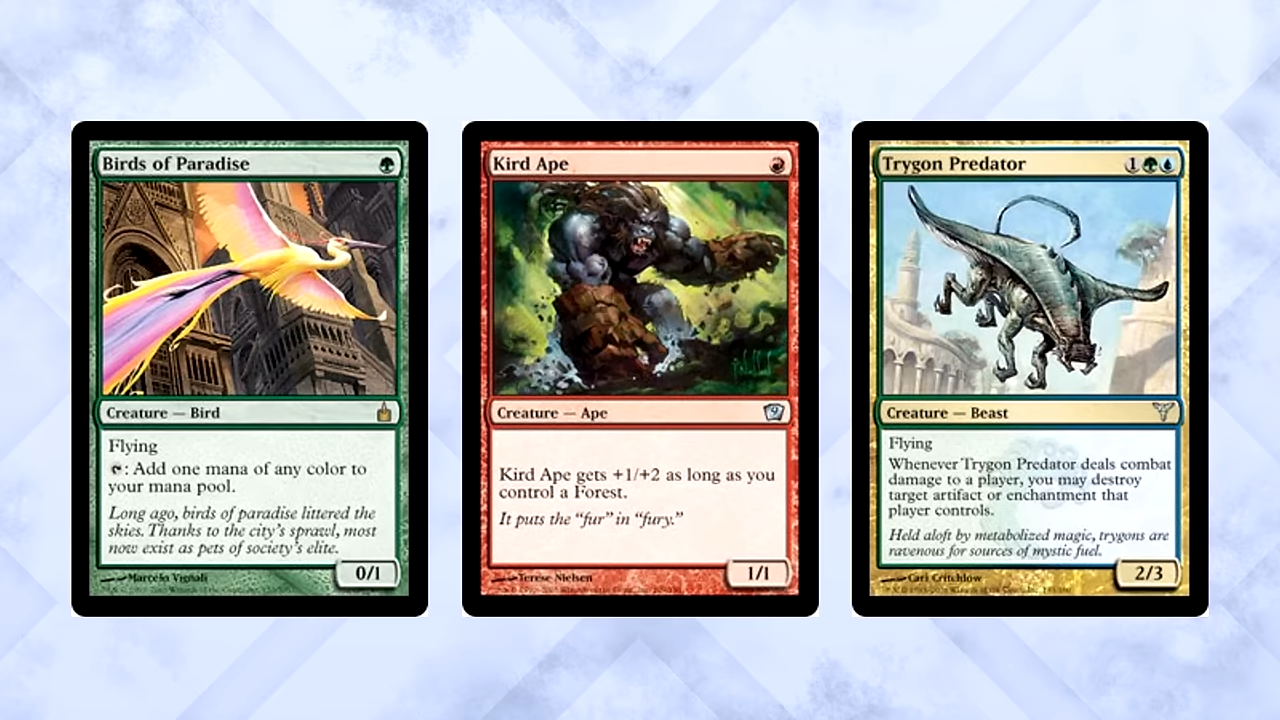 Birds of Paradise
Creature — Bird
Flying
: Add one mana of any color to
your mana pool.
Long ago, birds of paradise littered the
skies. Thanks to the city's sprawl, most
now exist as pets of society's elite.
Marcelo Vignali
0/1
Kird Ape
Creature — Ape
9
Kird Ape gets +1/+2 as long as you
control a Forest.
It puts the “fur” in “fury.”
Terese Nielsen
1/1
Trygon Predator
1
Creature — Beast
Flying
Whenever Trygon Predator deals combat
damage to a player, you may destroy
target artifact or enchantment that
player controls.
Held aloft by metabolized magic, trygons are
ravenous for sources of mystic fuel.
Carl Critchlow
2/3